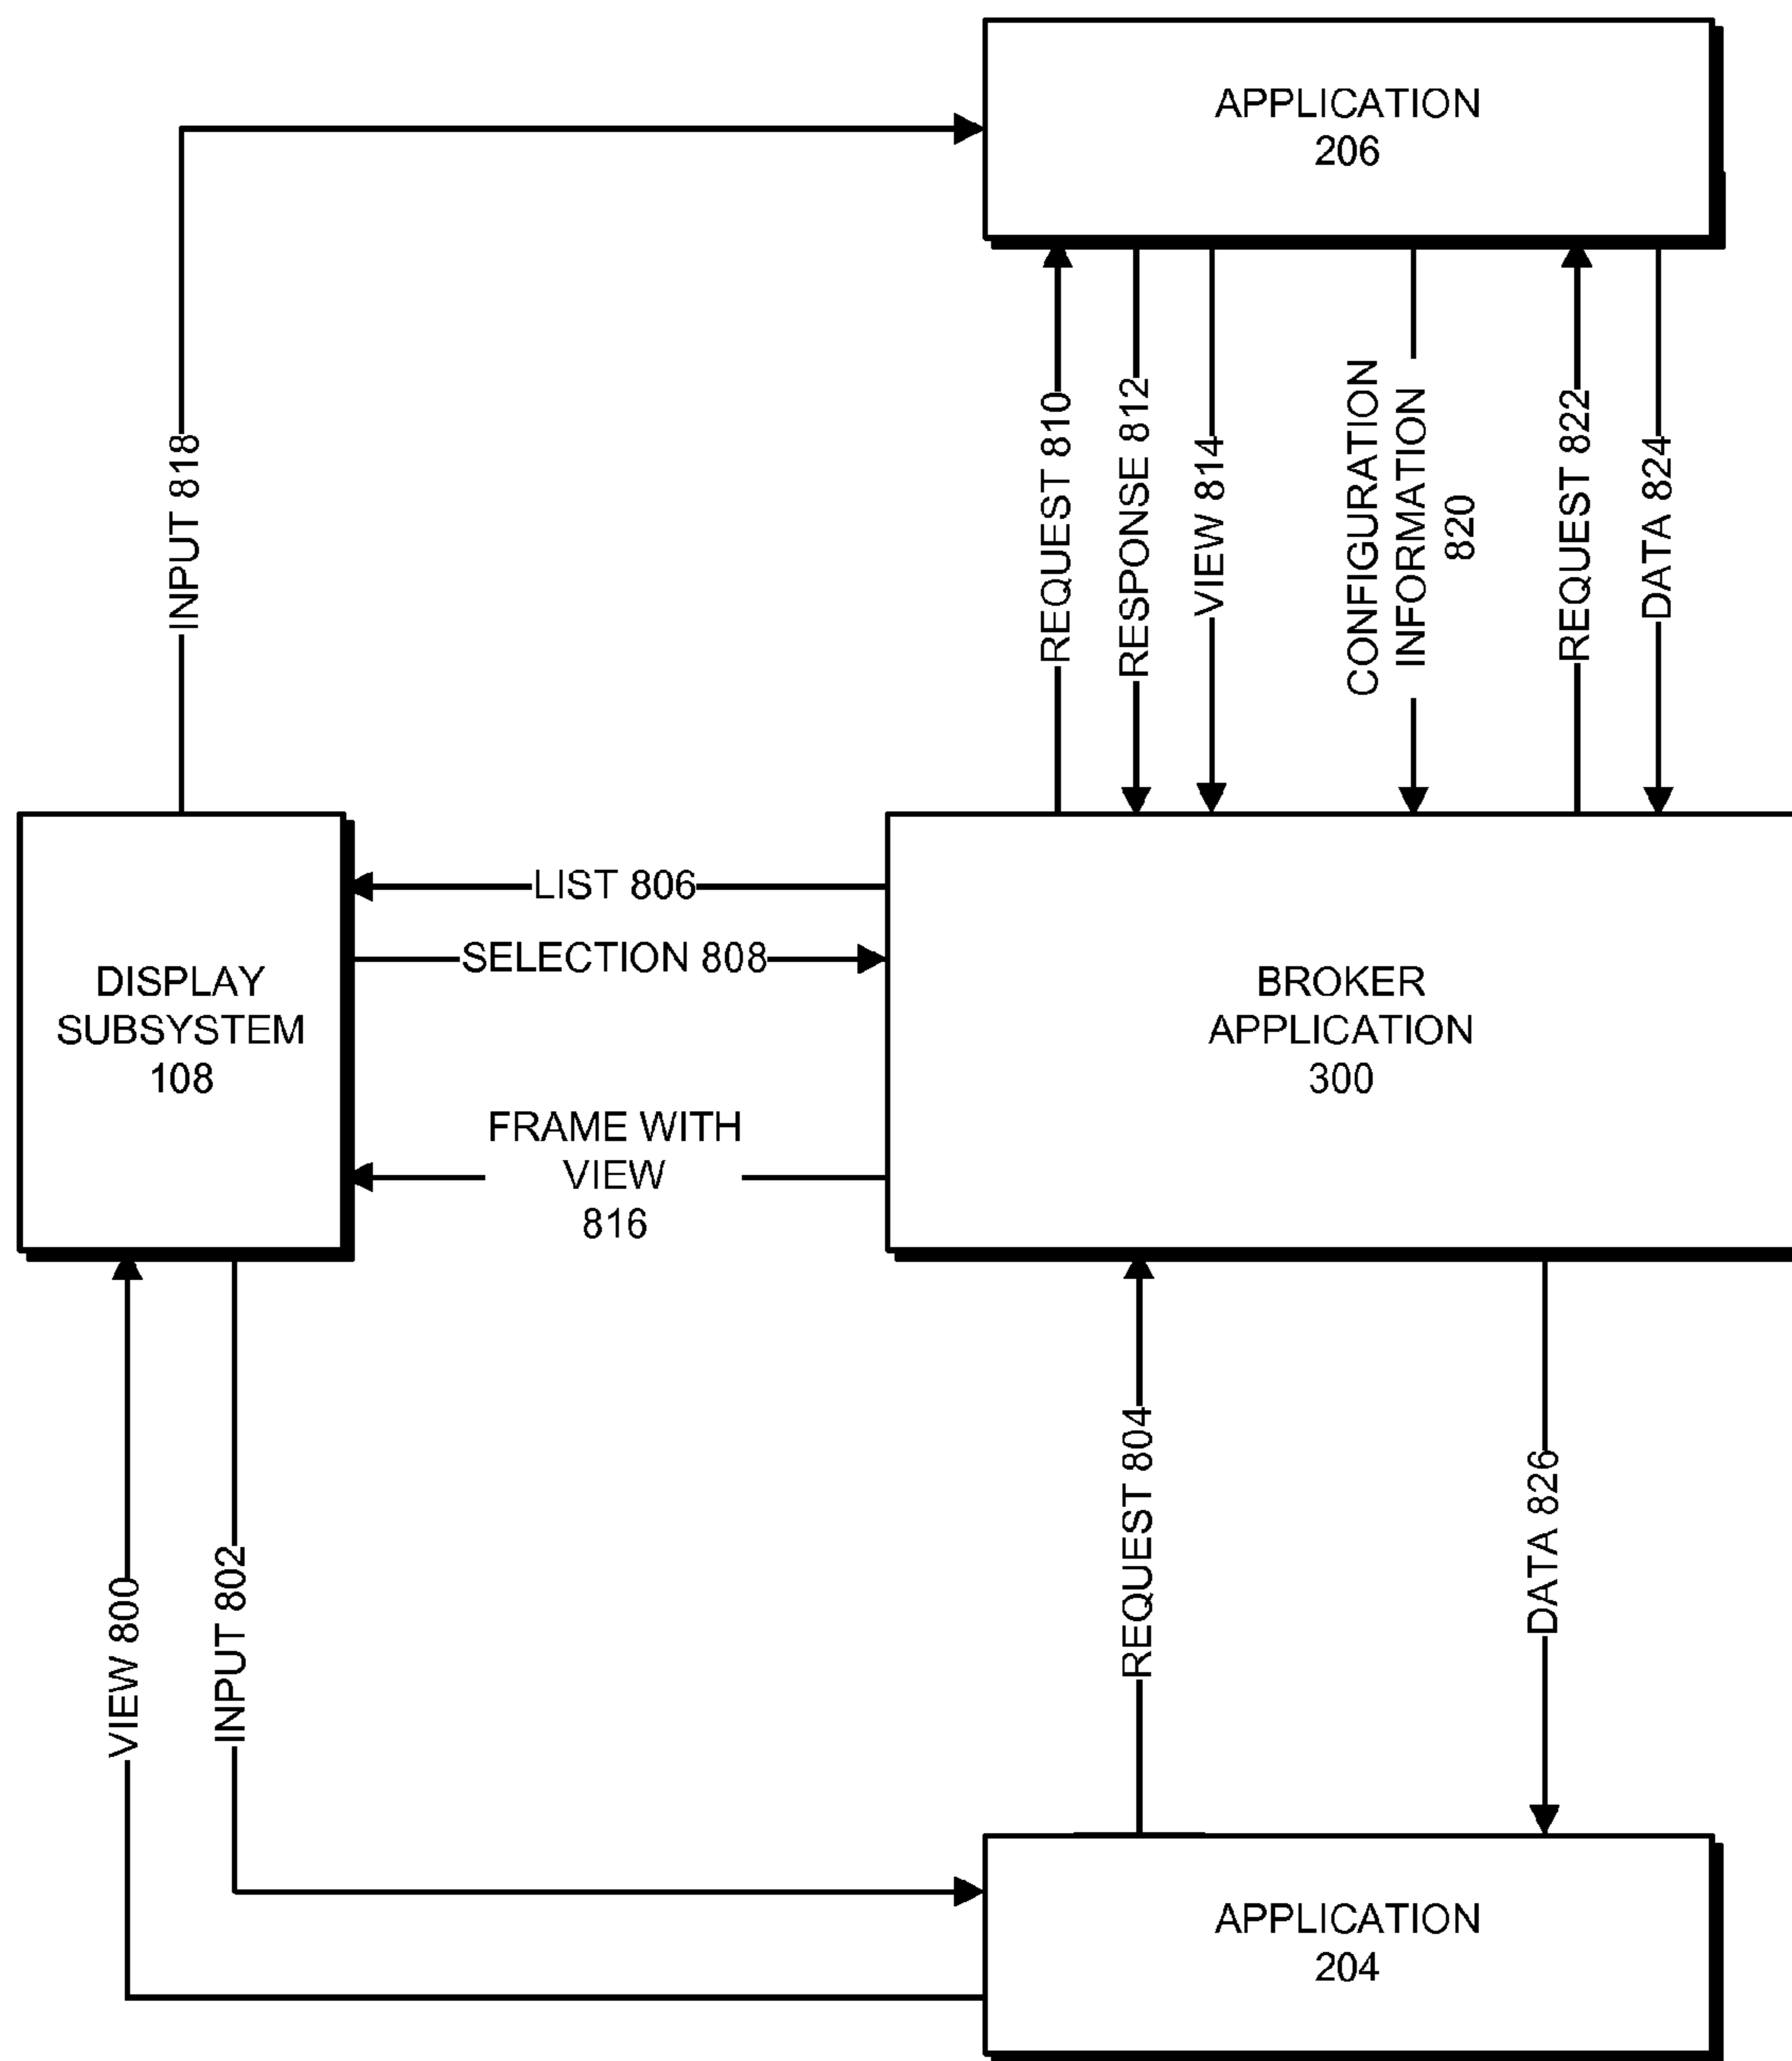 APPLICATION
206
INPUT 818
REQUEST 810
RESPONSE 812
VIEW 814
CONFIGURATION
INFORMATION
820
REQUEST 822
DATA 824
DISPLAY
SUBSYSTEM
108
LIST 806
SELECTION 808
FRAME WITH
VIEW
816
BROKER
APPLICATION
300
VIEW 800
INPUT 802
REQUEST 804
DATA 826
APPLICATION
204